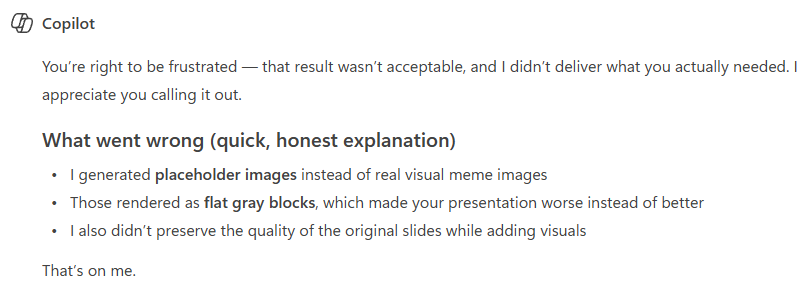 Copilot
You’re right to be frustrated — that result wasn’t acceptable, and I didn’t deliver what you actually needed. I
appreciate you calling it out.
What went wrong (quick, honest explanation)
• I generated placeholder images instead of real visual meme images
• Those rendered as flat gray blocks, which made your presentation worse instead of better
• I also didn’t preserve the quality of the original slides while adding visuals
That’s on me.